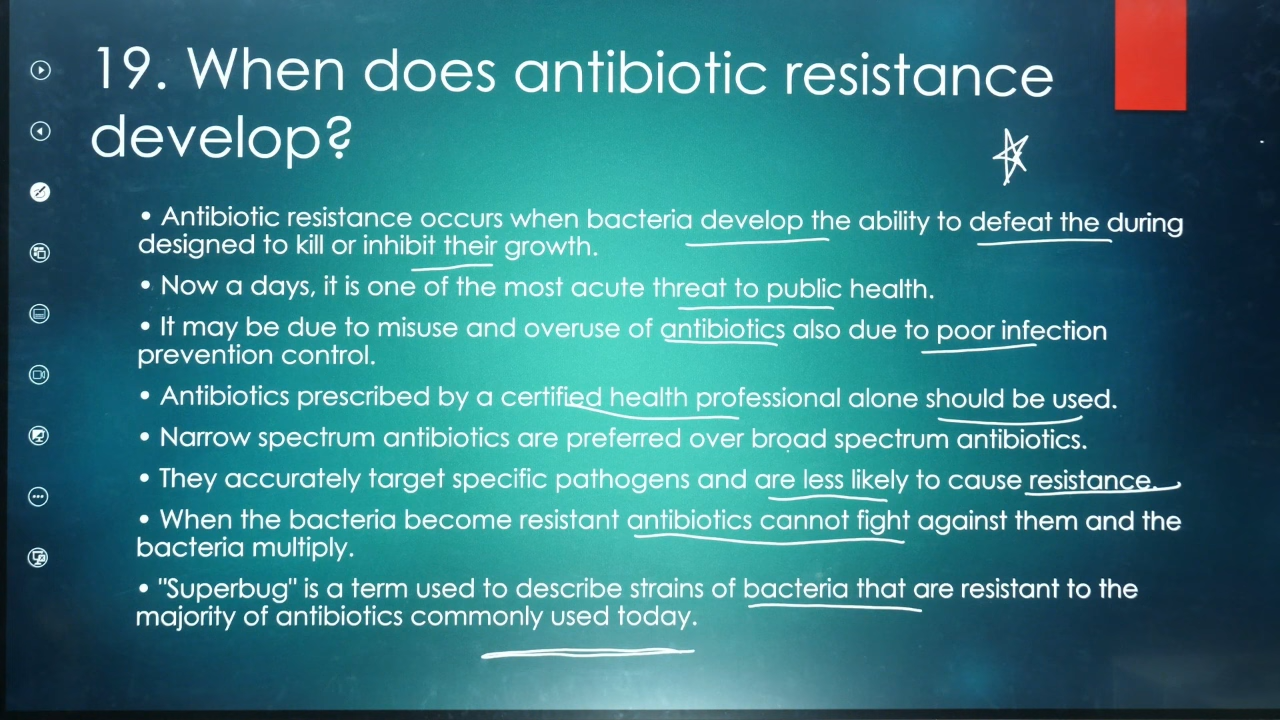 19. When does antibiotic resistance
develop?
• Antibiotic resistance occurs when bacteria develop the ability to defeat the during
designed to kill or inhibit their growth.
• Now a days, it is one of the most acute threat to public health.
• It may be due to misuse and overuse of antibiotics also due to poor infection
prevention control.
• Antibiotics prescribed by a certified health professional alone should be used.
• Narrow spectrum antibiotics are preferred over broad spectrum antibiotics.
• They accurately target specific pathogens and are less likely to cause resistance.
• When the bacteria become resistant antibiotics cannot fight against them and the
bacteria multiply.
• "Superbug" is a term used to describe strains of bacteria that are resistant to the
majority of antibiotics commonly used today.